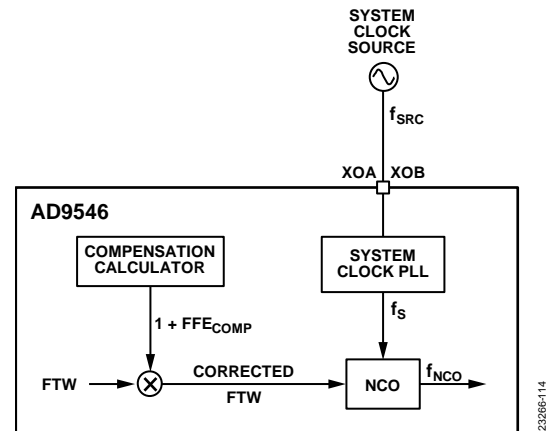 SYSTEM
CLOCK
SOURCE
fSRC
XOA XOB
AD9546
COMPENSATION
CALCULATOR
SYSTEM
CLOCK PLL
1 + FFECOMP
fS
FTW
CORRECTED
FTW
NCO
fNCO
23266-114